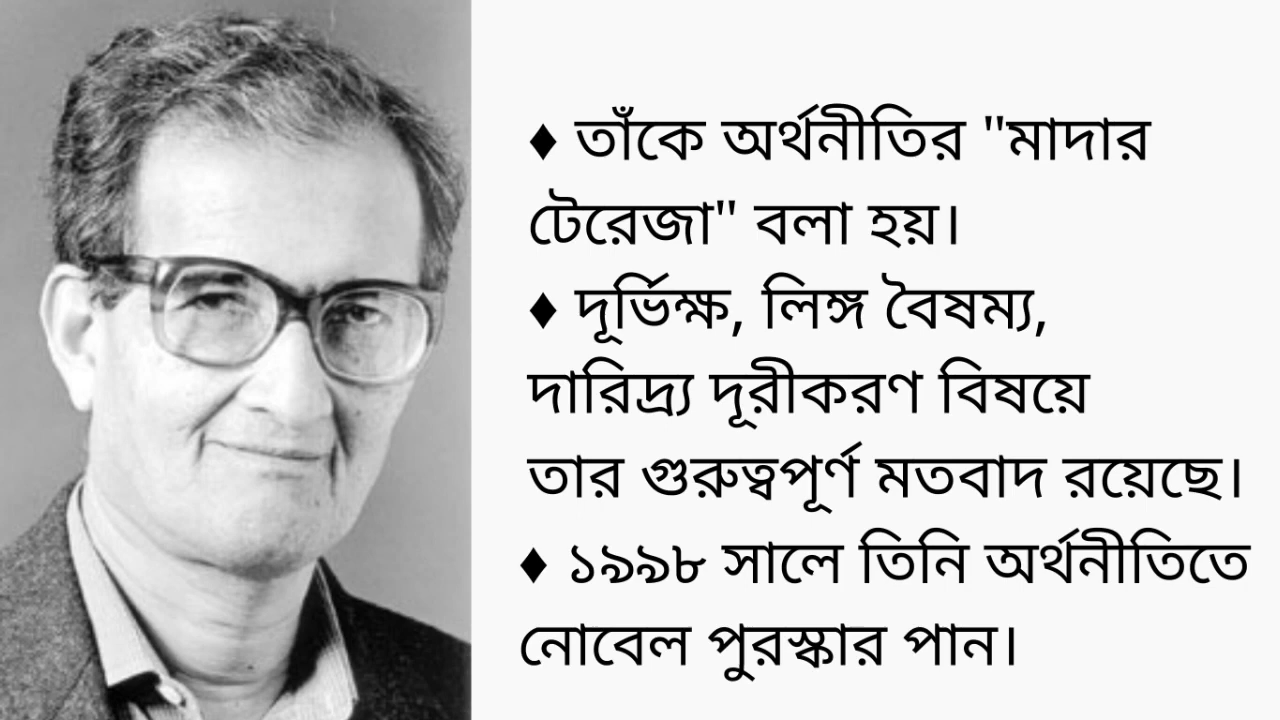 ♦ তাঁকে অর্থনীতির "মাদার
টেরেজা" বলা হয়।
♦ দূর্ভিক্ষ, লিঙ্গ বৈষম্য,
দারিদ্র্য দূরীকরণ বিষয়ে
তার গুরুত্বপূর্ণ মতবাদ রয়েছে।
♦ ১৯৯৮ সালে তিনি অর্থনীতিতে
নোবেল পুরস্কার পান।